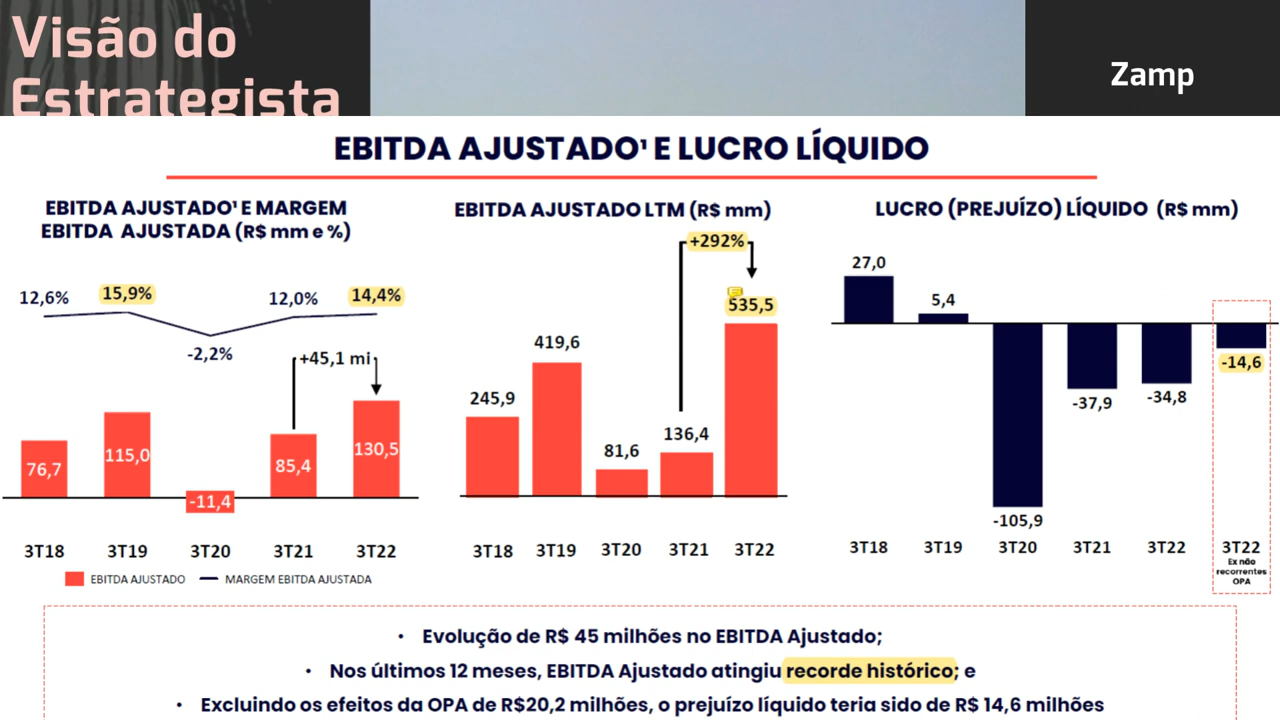 Visão do
Estrategista
Zamp
EBITDA AJUSTADO¹ E LUCRO LÍQUIDO
EBITDA AJUSTADO¹ E MARGEM
EBITDA AJUSTADA (R$ mm e %)
12,6%
15,9%
-2,2%
12,0%
14,4%
+45,1 mi
76,7
115,0
-11,4
85,4
130,5
3T18
3T19
3T20
3T21
3T22
EBITDA AJUSTADO
MARGEM EBITDA AJUSTADA
EBITDA AJUSTADO LTM (R$ mm)
+292%
245,9
419,6
81,6
136,4
535,5
3T18
3T19
3T20
3T21
3T22
LUCRO (PREJUÍZO) LÍQUIDO (R$ mm)
27,0
5,4
-105,9
-37,9
-34,8
-14,6
3T18
3T19
3T20
3T21
3T22
3T22
Ex não
recorrentes
OPA
• Evolução de R$ 45 milhões no EBITDA Ajustado;
• Nos últimos 12 meses, EBITDA Ajustado atingiu recorde histórico; e
• Excluindo os efeitos da OPA de R$20,2 milhões, o prejuízo líquido teria sido de R$ 14,6 milhões